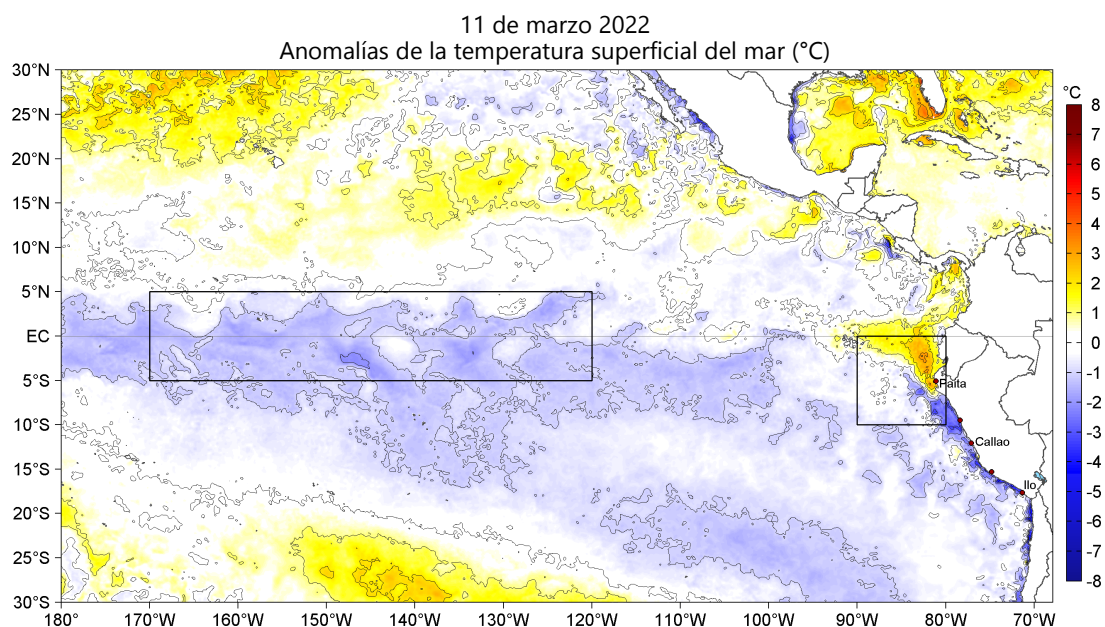 11 de marzo 2022
Anomalías de la temperatura superficial del mar (°C)
30°N
25°N
20°N
15°N
10°N
5°N
EC
5°S
10°S
15°S
20°S
25°S
30°S
180°
170°W
160°W
150°W
140°W
130°W
120°W
110°W
100°W
90°W
80°W
70°W
Paita
Callao
Ilo
°C
8
7
6
5
4
3
2
1
0
-1
-2
-3
-4
-5
-6
-7
-8